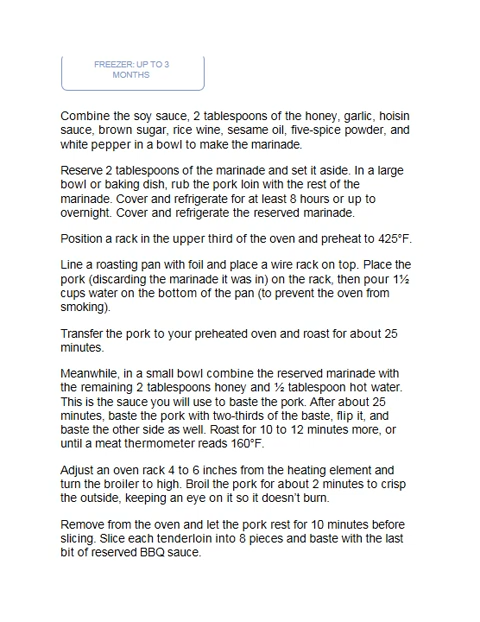 FREEZER: UP TO 3
MONTHS
Combine the soy sauce, 2 tablespoons of the honey, garlic, hoisin
sauce, brown sugar, rice wine, sesame oil, five-spice powder, and
white pepper in a bowl to make the marinade.
Reserve 2 tablespoons of the marinade and set it aside. In a large
bowl or baking dish, rub the pork loin with the rest of the
marinade. Cover and refrigerate for at least 8 hours or up to
overnight. Cover and refrigerate the reserved marinade.
Position a rack in the upper third of the oven and preheat to 425°F.
Line a roasting pan with foil and place a wire rack on top. Place the
pork (discarding the marinade it was in) on the rack, then pour 1½
cups water on the bottom of the pan (to prevent the oven from
smoking).
Transfer the pork to your preheated oven and roast for about 25
minutes.
Meanwhile, in a small bowl combine the reserved marinade with
the remaining 2 tablespoons honey and ½ tablespoon hot water.
This is the sauce you will use to baste the pork. After about 25
minutes, baste the pork with two-thirds of the baste, flip it, and
baste the other side as well. Roast for 10 to 12 minutes more, or
until a meat thermometer reads 160°F.
Adjust an oven rack 4 to 6 inches from the heating element and
turn the broiler to high. Broil the pork for about 2 minutes to crisp
the outside, keeping an eye on it so it doesn't burn.
Remove from the oven and let the pork rest for 10 minutes before
slicing. Slice each tenderloin into 8 pieces and baste with the last
bit of reserved BBQ sauce.